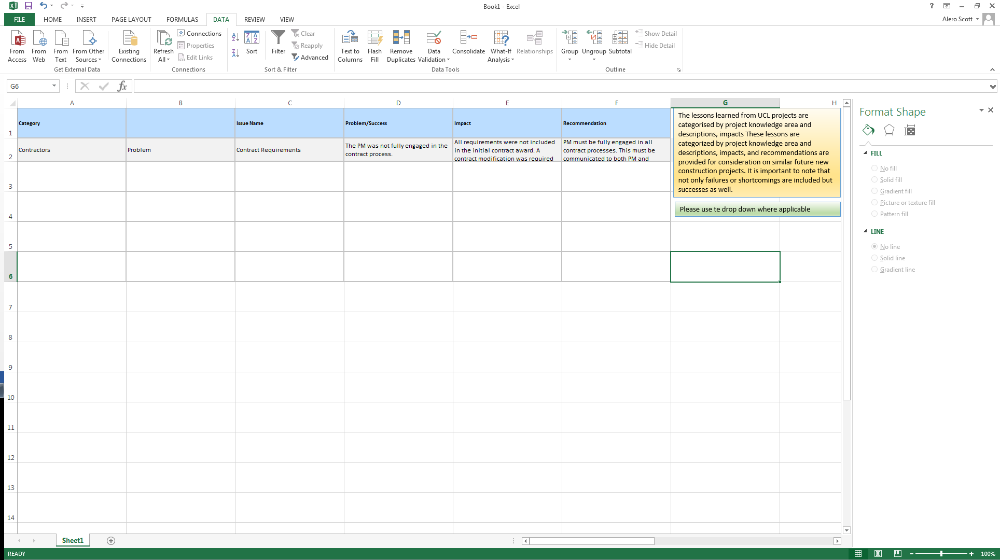 Book1 - Excel
?
FILE HOME INSERT PAGE LAYOUT FORMULAS DATA REVIEW VIEW
Alero Scott
From Access
From Web
From Text
From Other Sources
Existing Connections
Refresh All
Connections
Properties
Edit Links
Sort
Filter
Clear
Reapply
Advanced
Text to Columns
Flash Fill
Remove Duplicates
Data Validation
Consolidate
What-If Analysis
Relationships
Group
Ungroup
Subtotal
Show Detail
Hide Detail
Get External Data
Connections
Sort & Filter
Data Tools
Outline
G6
fx
A B C D E F G H
1
Category
Issue Name
Problem/Success
Impact
Recommendation
2
Contractors
Problem
Contract Requirements
The PM was not fully engaged in the
contract process.
All requirements were not included
in the initial contract award. A
contract modification was required
PM must be fully engaged in all
contract processes. This must be
communicated to both PM and
The lessons learned from UCL projects are
categorised by project knowledge area and
descriptions, impacts These lessons are
categorized by project knowledge area and
descriptions, impacts, and recommendations are
provided for consideration on similar future new
construction projects. It is important to note that
not only failures or shortcomings are included but
successes as well.
Please use te drop down where applicable
3
4
5
6
7
8
9
10
11
12
13
14
Format Shape
FILL
No fill
Solid fill
Gradient fill
Picture or texture fill
Pattern fill
LINE
No line
Solid line
Gradient line
Sheet1
READY
100%